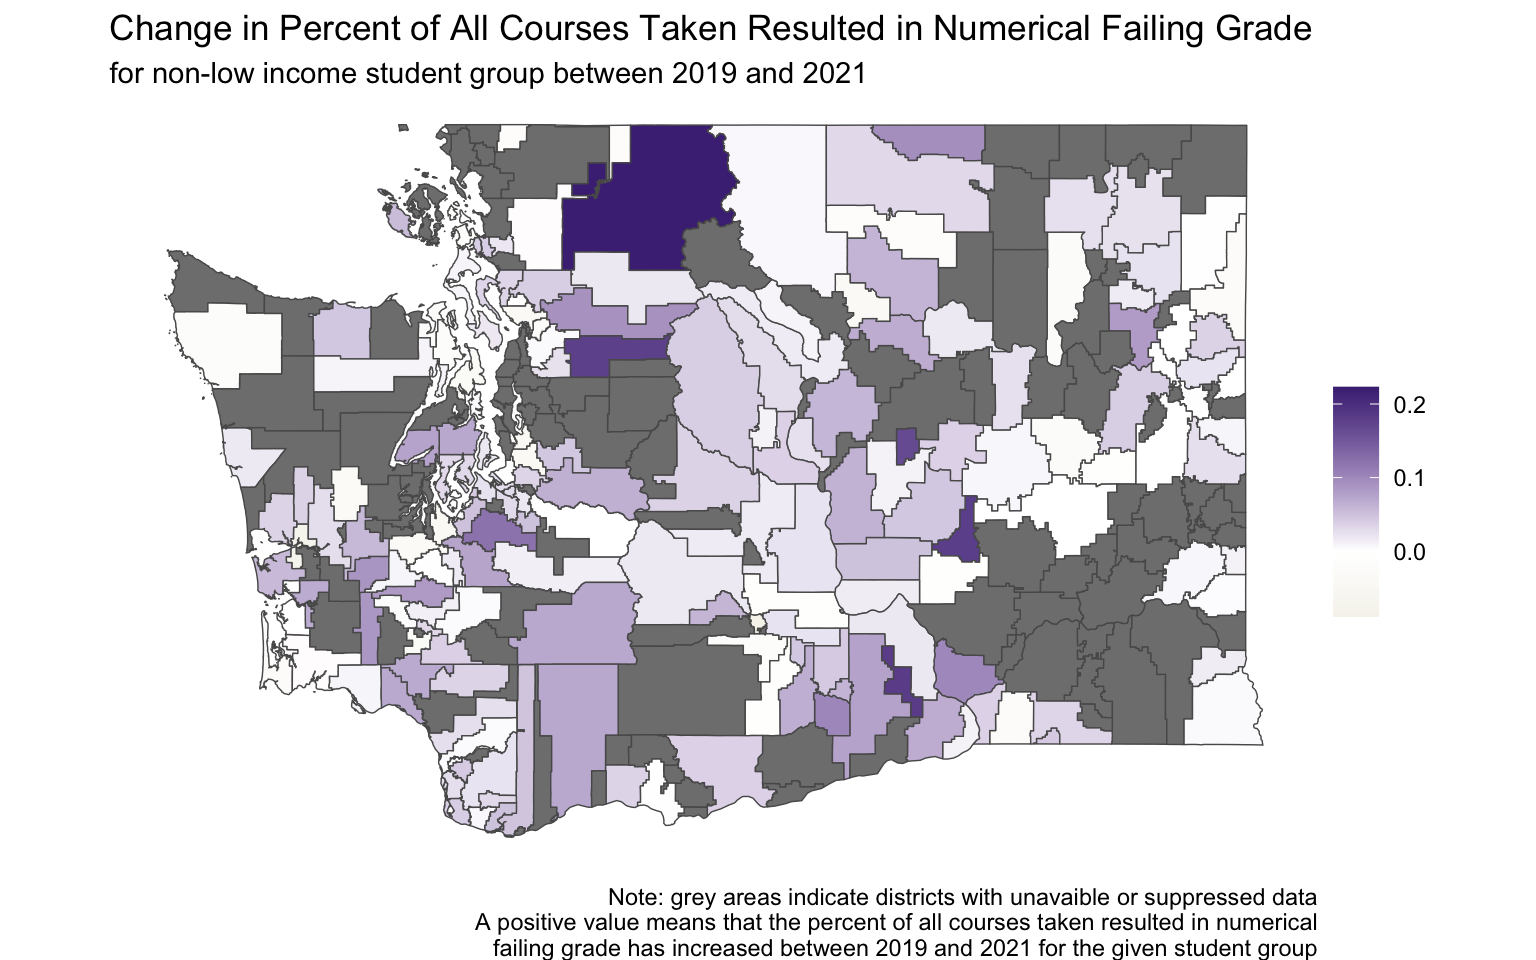 Change in Percent of All Courses Taken Resulted in Numerical Failing Grade
for non-low income student group between 2019 and 2021
0.2
0.1
0.0
Note: grey areas indicate districts with unavaible or suppressed data
A positive value means that the percent of all courses taken resulted in numerical
failing grade has increased between 2019 and 2021 for the given student group